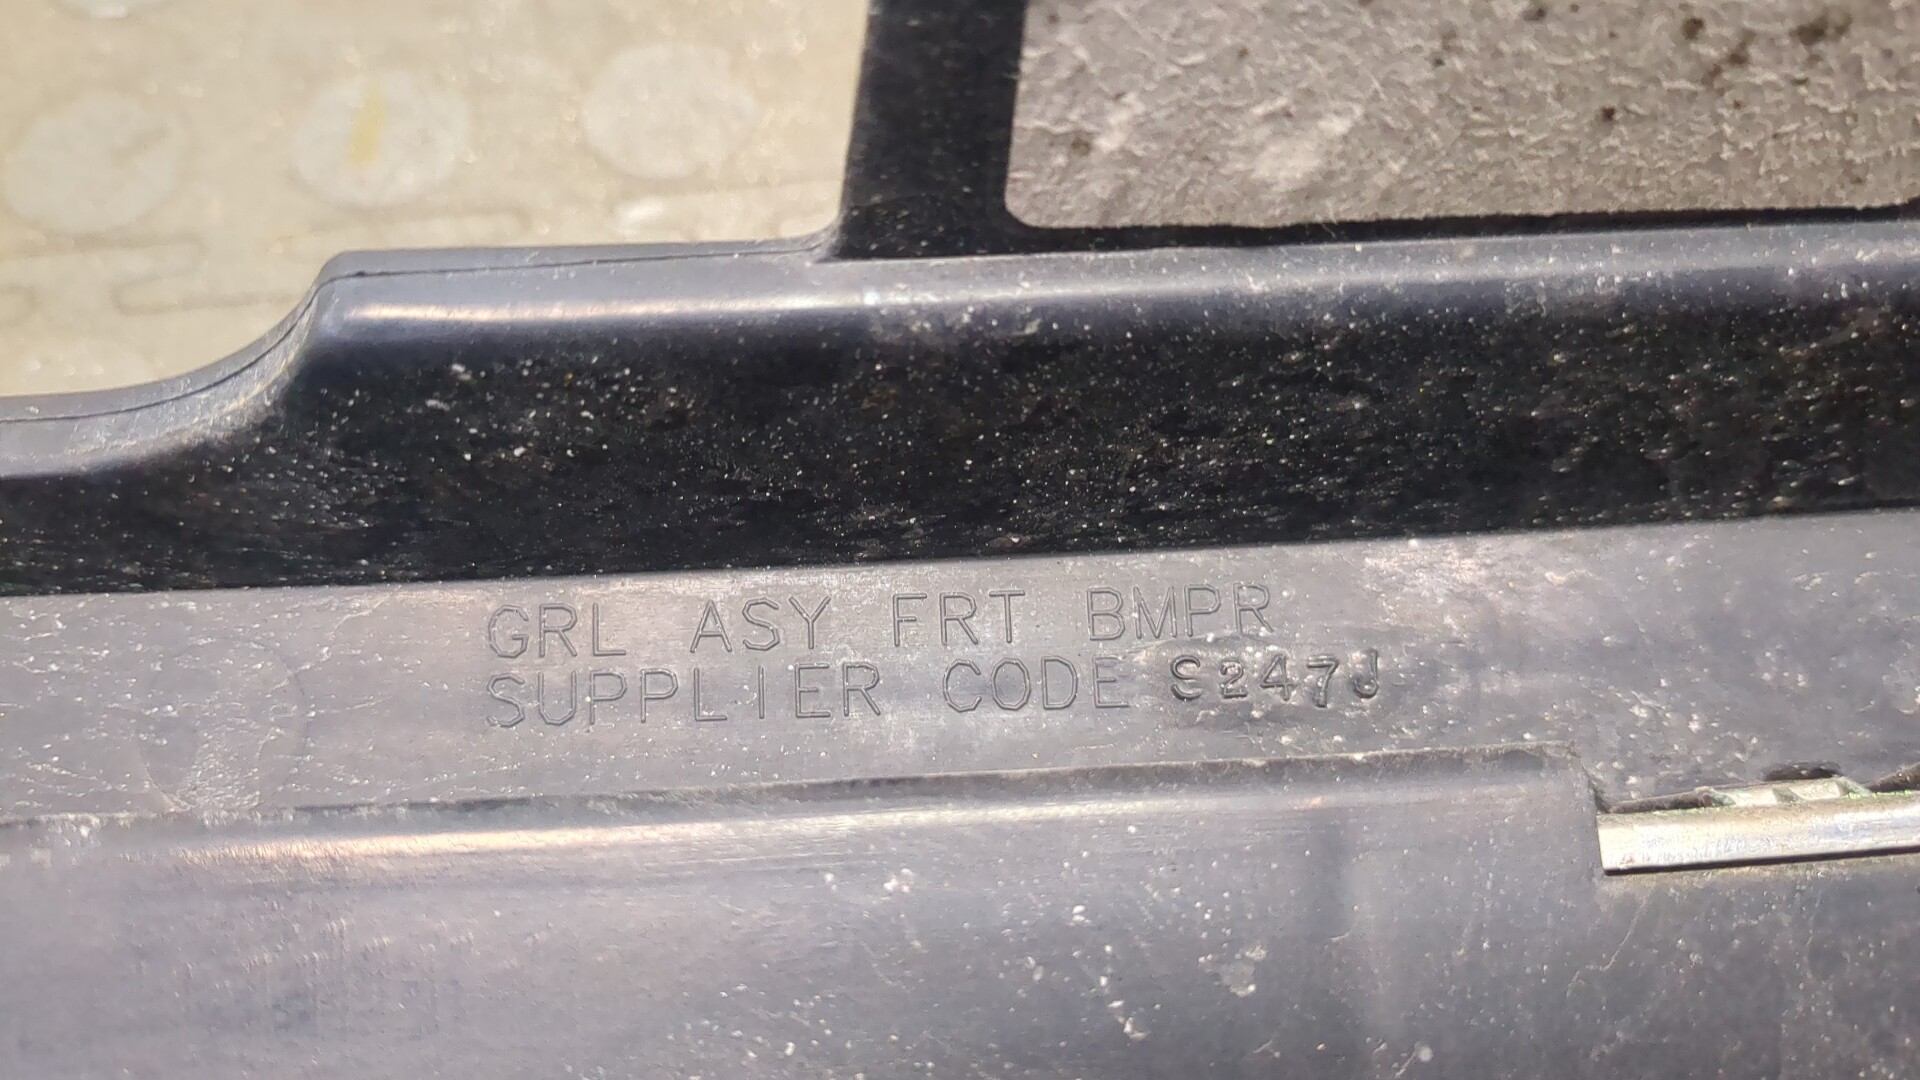 GRL ASY FRT BMPR
SUPPLIER CODE S247J